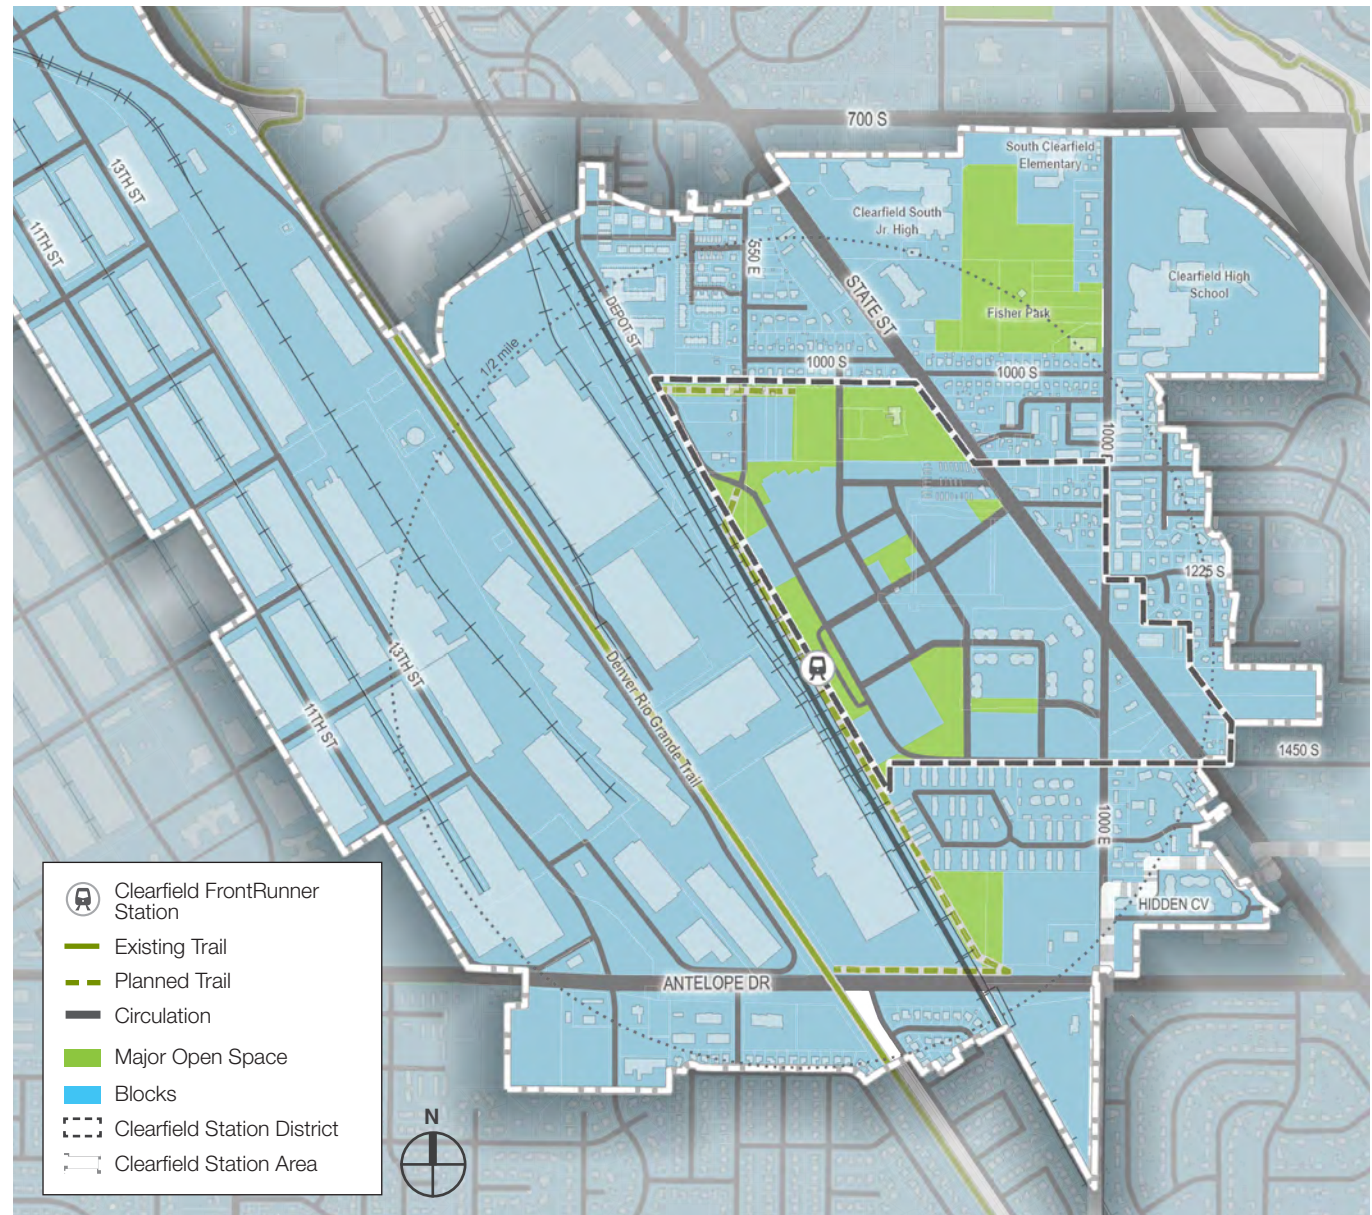 700 S
South Clearfield
Elementary
13TH ST
Clearfield South
Jr. High
11TH ST
550 E
Clearfield High
School
STATE ST
DEPOT ST
Fisher Park
1/2 mile
1000 S
1000 S
1000 E
1225 S
13TH ST
Denver Rio Grande Trail
11TH ST
1450 S
1000 E
HIDDEN CV
ANTELOPE DR
Clearfield FrontRunner
Station
Existing Trail
Planned Trail
Circulation
Major Open Space
Blocks
Clearfield Station District
Clearfield Station Area
N